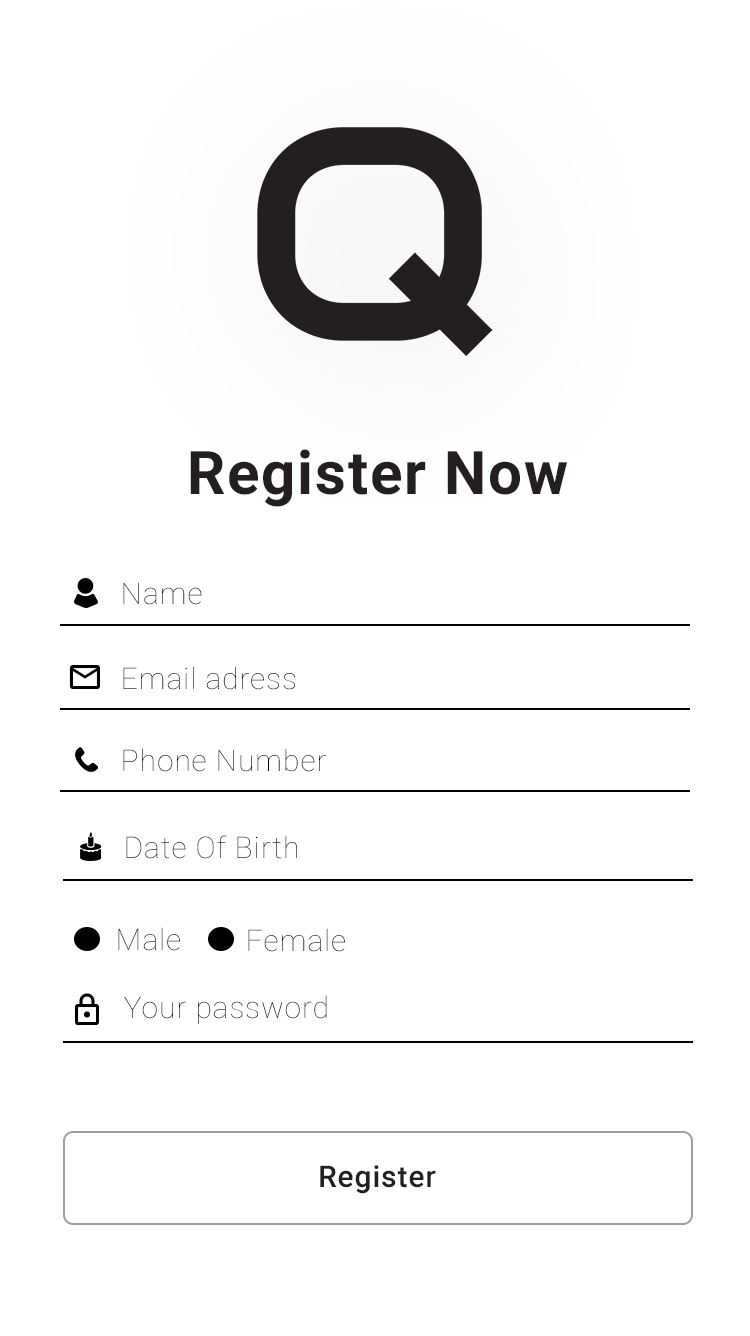 Q
Register Now
Name
Email adress
Phone Number
Date Of Birth
Male Female
Your password
Register